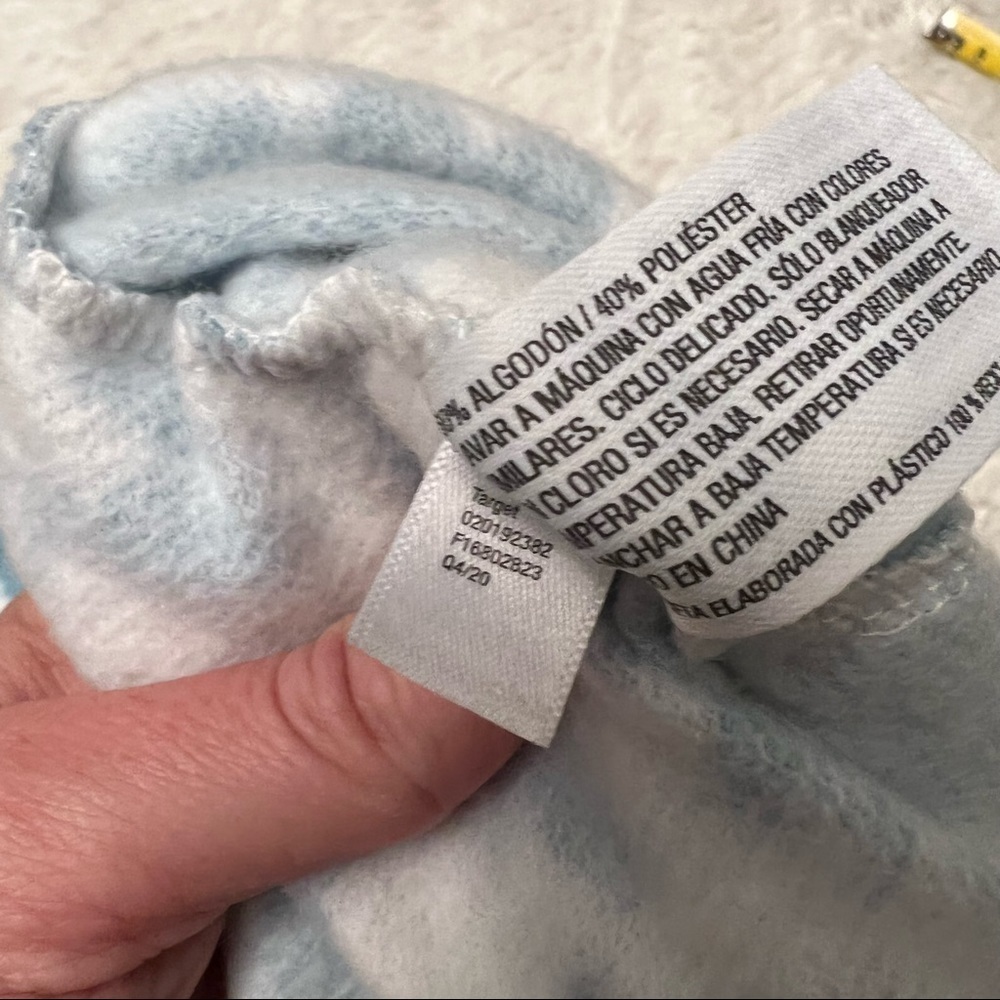 % ALGODÓN / 40% POLIÉSTER
AVAR A MÁQUINA CON AGUA FRÍA CON COLORES
MILARES. CICLO DELICADO. SÓLO BLANQUEADOR
CLORO SI ES NECESARIO. SECAR A MÁQUINA A
MPERATURA BAJA. RETIRAR OPORTUNAMENTE.
NCHAR A BAJA TEMPERATURA SI ES NECESARIO
O EN CHINA
ETA ELABORADA CON PLÁSTICO 100 %
Target
020192382
F16802823
04/20